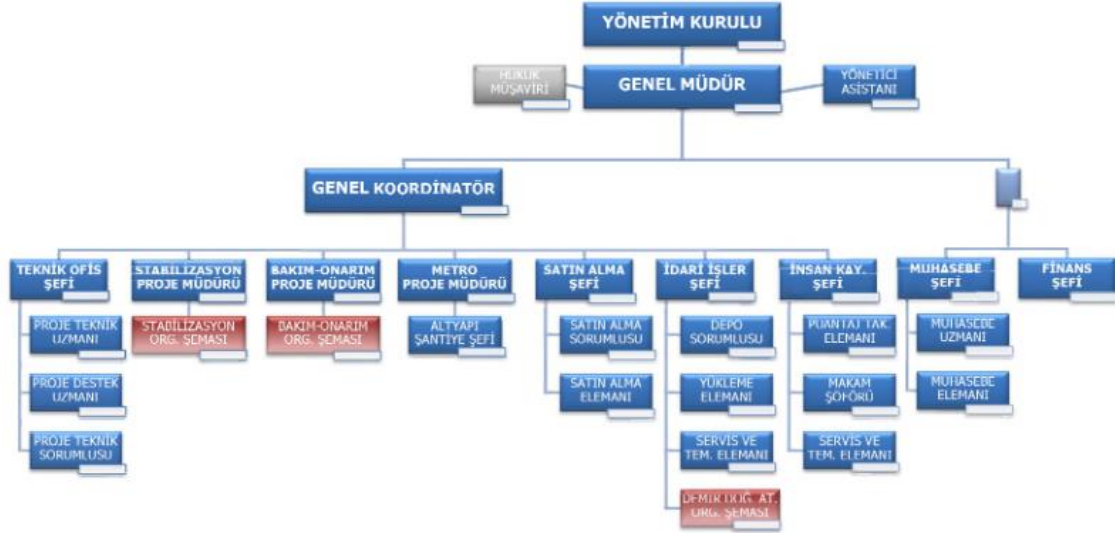 YÖNETİM KURULU
HUKUK
MÜŞAVİRİ
GENEL MÜDÜR
YÖNETİCİ
ASİSTANI
GENEL KOORDİNATÖR
TEKNİK OFİS
ŞEFİ
STABİLİZASYON
PROJE MÜDÜRÜ
BAKIM-ONARIM
PROJE MÜDÜRÜ
METRO
PROJE MÜDÜRÜ
SATIN ALMA
ŞEFİ
İDARİ İŞLER
ŞEFİ
İNSAN KAY.
ŞEFİ
MUHASEBE
ŞEFİ
FİNANS
ŞEFİ
PROJE TEKNİK
UZMANI
STABİLİZASYON
ORG. ŞEMASI
BAKIM-ONARIM
ORG. ŞEMASI
ALTYAPI
ŞANTİYE ŞEFİ
SATIN ALMA
SORUMLUSU
DEPO
SORUMLUSU
PUANTAJ TAK.
ELEMANI
MUHASEBE
UZMANI
PROJE DESTEK
UZMANI
SATIN ALMA
ELEMANI
YÜKLEME
ELEMANI
MAKAM
ŞÖFÖRÜ
MUHASEBE
ELEMANI
PROJE TEKNİK
SORUMLUSU
SERVİS VE
TEM. ELEMANI
SERVİS VE
TEM. ELEMANI
DEMİR DOĞ. AT.
ORG. ŞEMASI